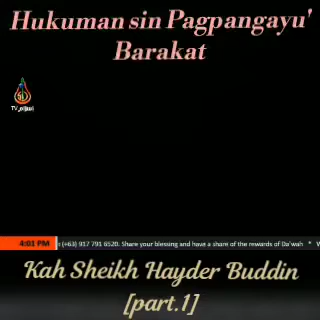 Hukuman sin Pagpangayu'
Barakat
4:01 PM
(+63) 917 791 6520. Share your blessing and have a share of the rewards of Da'wah * W
Kah Sheikh Hayder Buddin
[part.1]